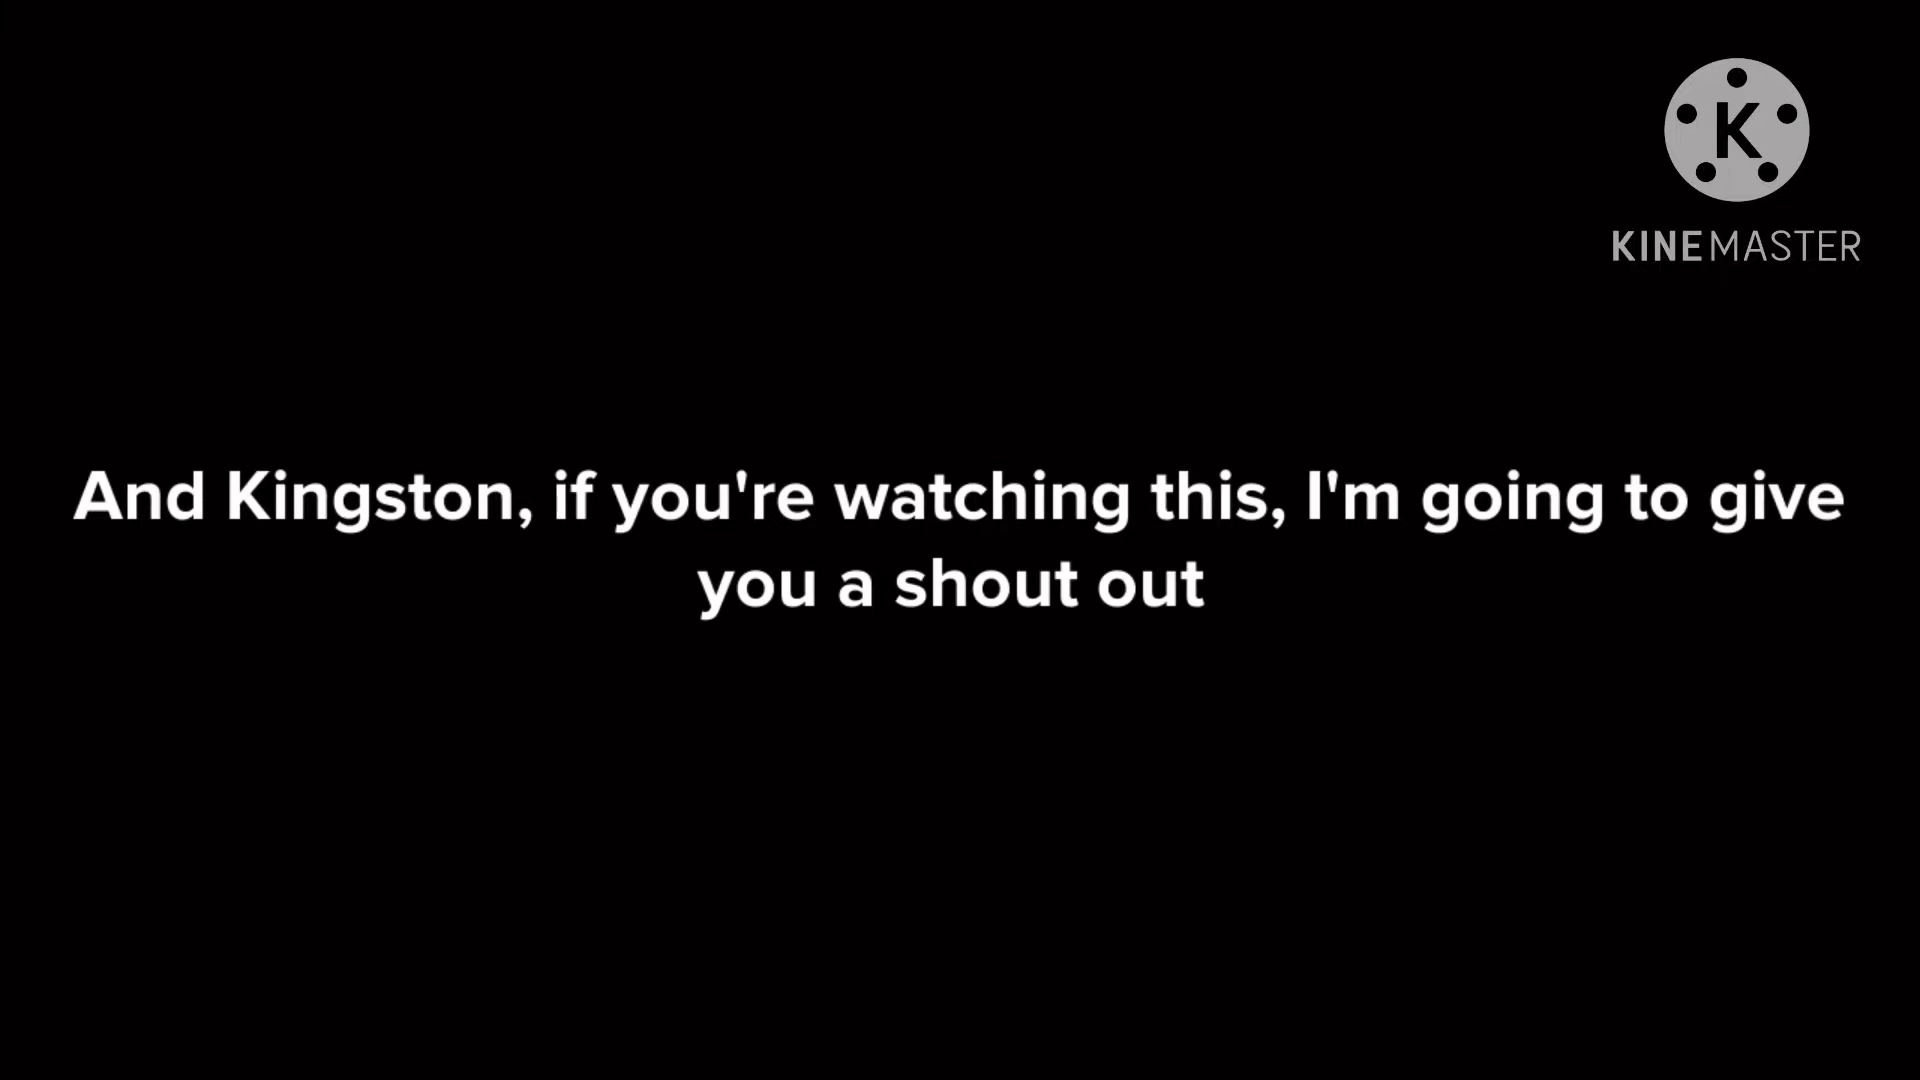 K
KINEMASTER
And Kingston, if you're watching this, I'm going to give
you a shout out